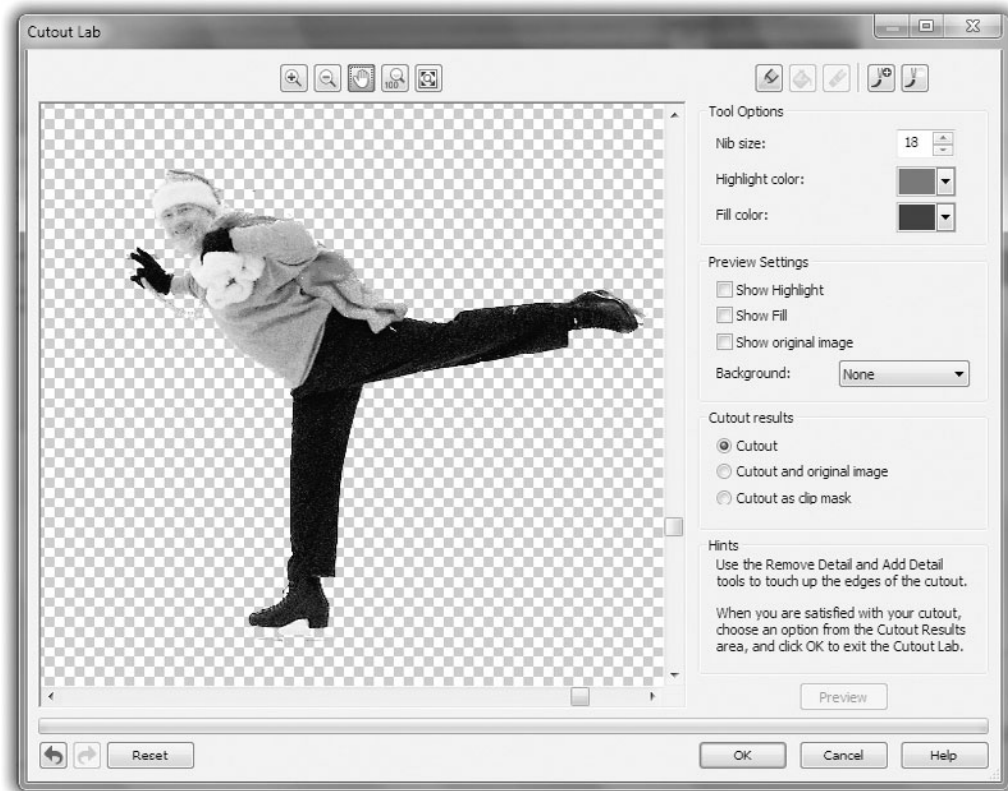 Cutout Lab
100
Tool Options
Nib size:
18
Highlight color:
Fill color:
Preview Settings
Show Highlight
Show Fill
Show original image
Background:
None
Cutout results
Cutout
Cutout and original image
Cutout as clip mask
Hints
Use the Remove Detail and Add Detail
tools to touch up the edges of the cutout.
When you are satisfied with your cutout,
choose an option from the Cutout Results
area, and click OK to exit the Cutout Lab.
Preview
Reset
OK
Cancel
Help